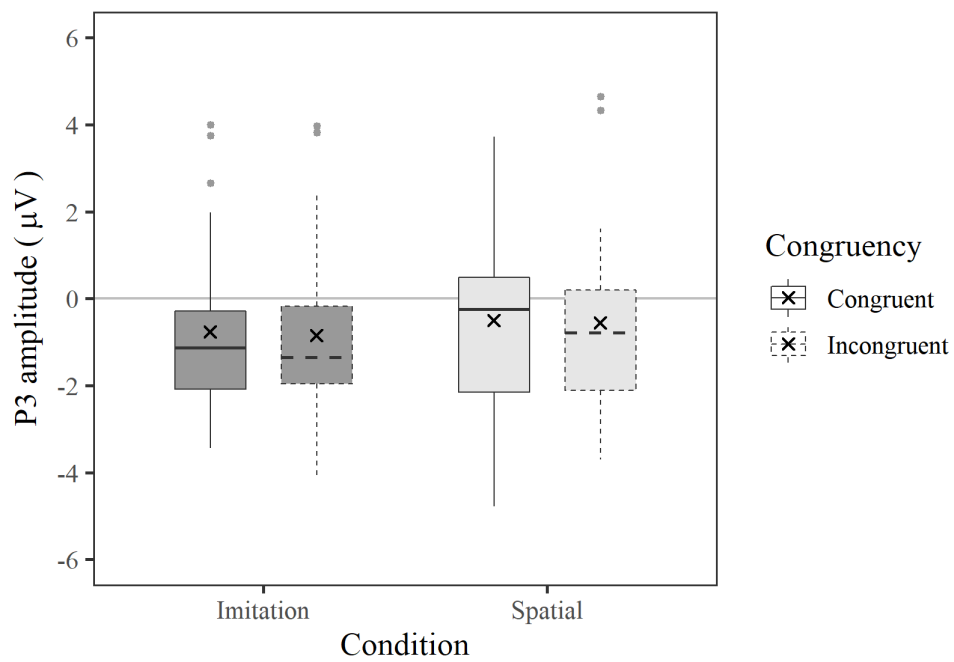 P3 amplitude ( µV )
6
4
2
0
-2
-4
-6
Imitation
Spatial
Condition
Congruency
Congruent
Incongruent